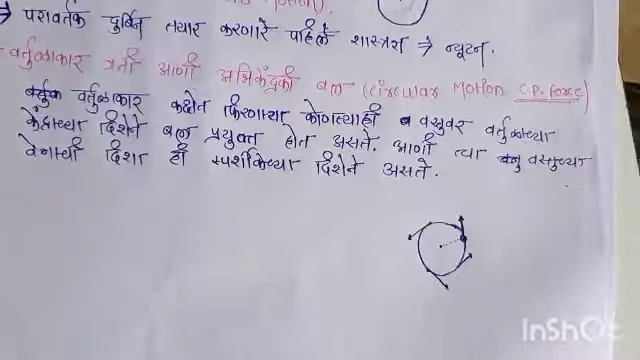 → परावर्तक दुर्बिन तयार करणारे पहिले शास्त्रज्ञ ⇒ न्यूटन.
- वर्तुळाकार गती आणी अभिकेंद्री बल (Circular Motion C.P. Force)
वर्तुळाकार कक्षेत फिरणाऱ्या कोणत्याही वस्तुवर वर्तुळाच्या
केंद्राच्या दिशेने बल प्रयुक्त होत असते. आणी त्या वस्तुच्या
वेगाची दिशा ही स्पर्शिकेच्या दिशेने असते.
InShOt